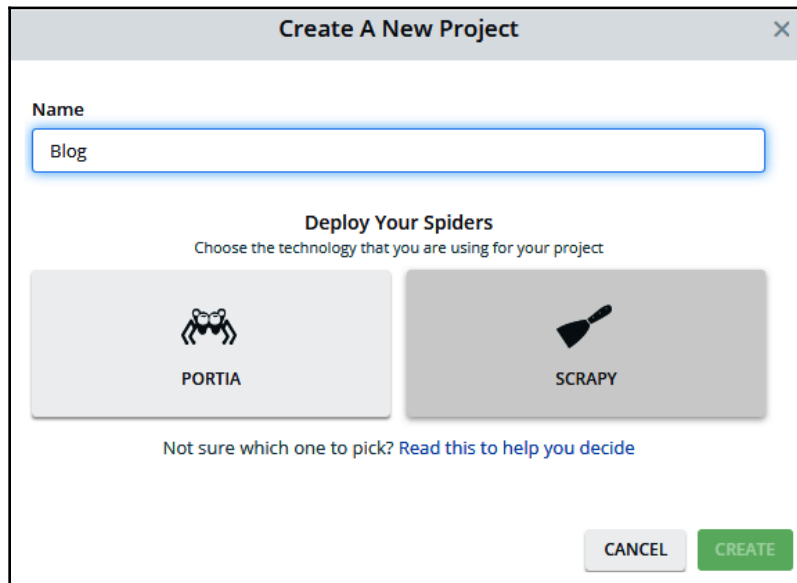 Create A New Project
Name
Blog
Deploy Your Spiders
Choose the technology that you are using for your project
PORTIA
SCRAPY
Not sure which one to pick? Read this to help you decide
CANCEL
CREATE